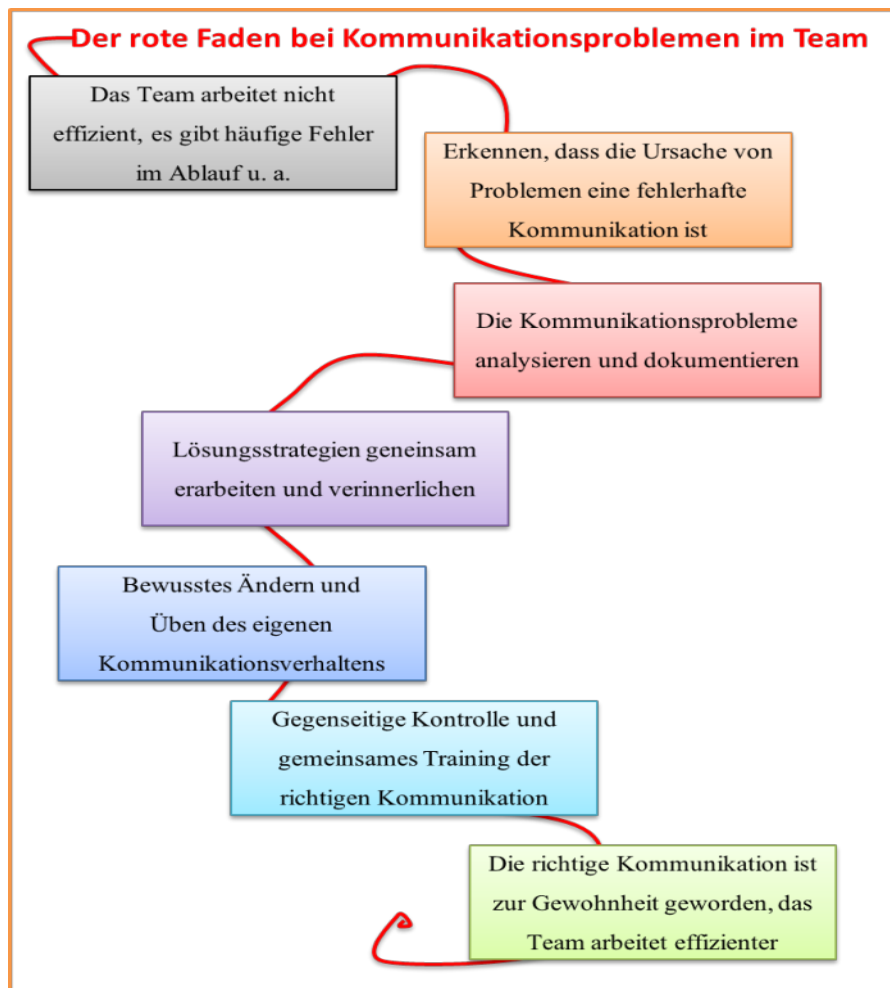 Der rote Faden bei Kommunikationsproblemen im Team
Das Team arbeitet nicht
effizient, es gibt häufige Fehler
im Ablauf u. a.
Erkennen, dass die Ursache von
Problemen eine fehlerhafte
Kommunikation ist
Die Kommunikationsprobleme
analysieren und dokumentieren
Lösungsstrategien geneinsam
erarbeiten und verinnerlichen
Bewusstes Ändern und
Üben des eigenen
Kommunikationsverhaltens
Gegenseitige Kontrolle und
gemeinsames Training der
richtigen Kommunikation
Die richtige Kommunikation ist
zur Gewohnheit geworden, das
Team arbeitet effizienter